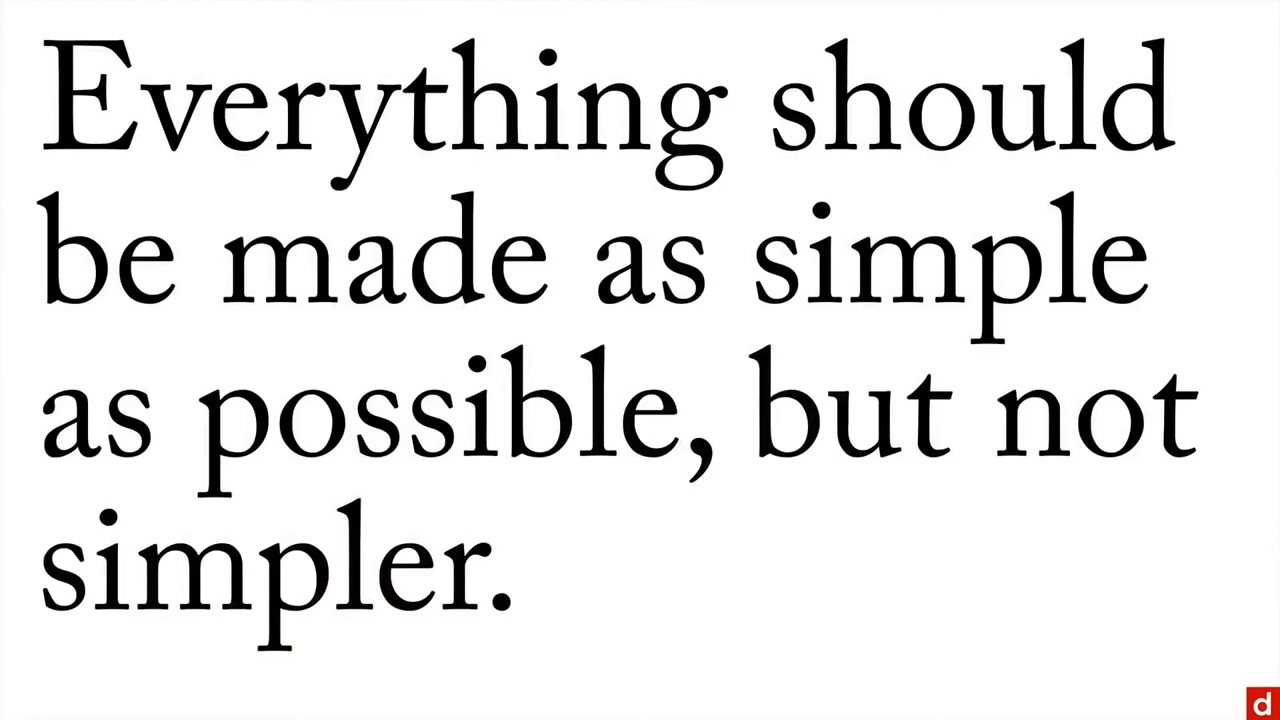 Everything should
be made as simple
as possible, but not
simpler.
d